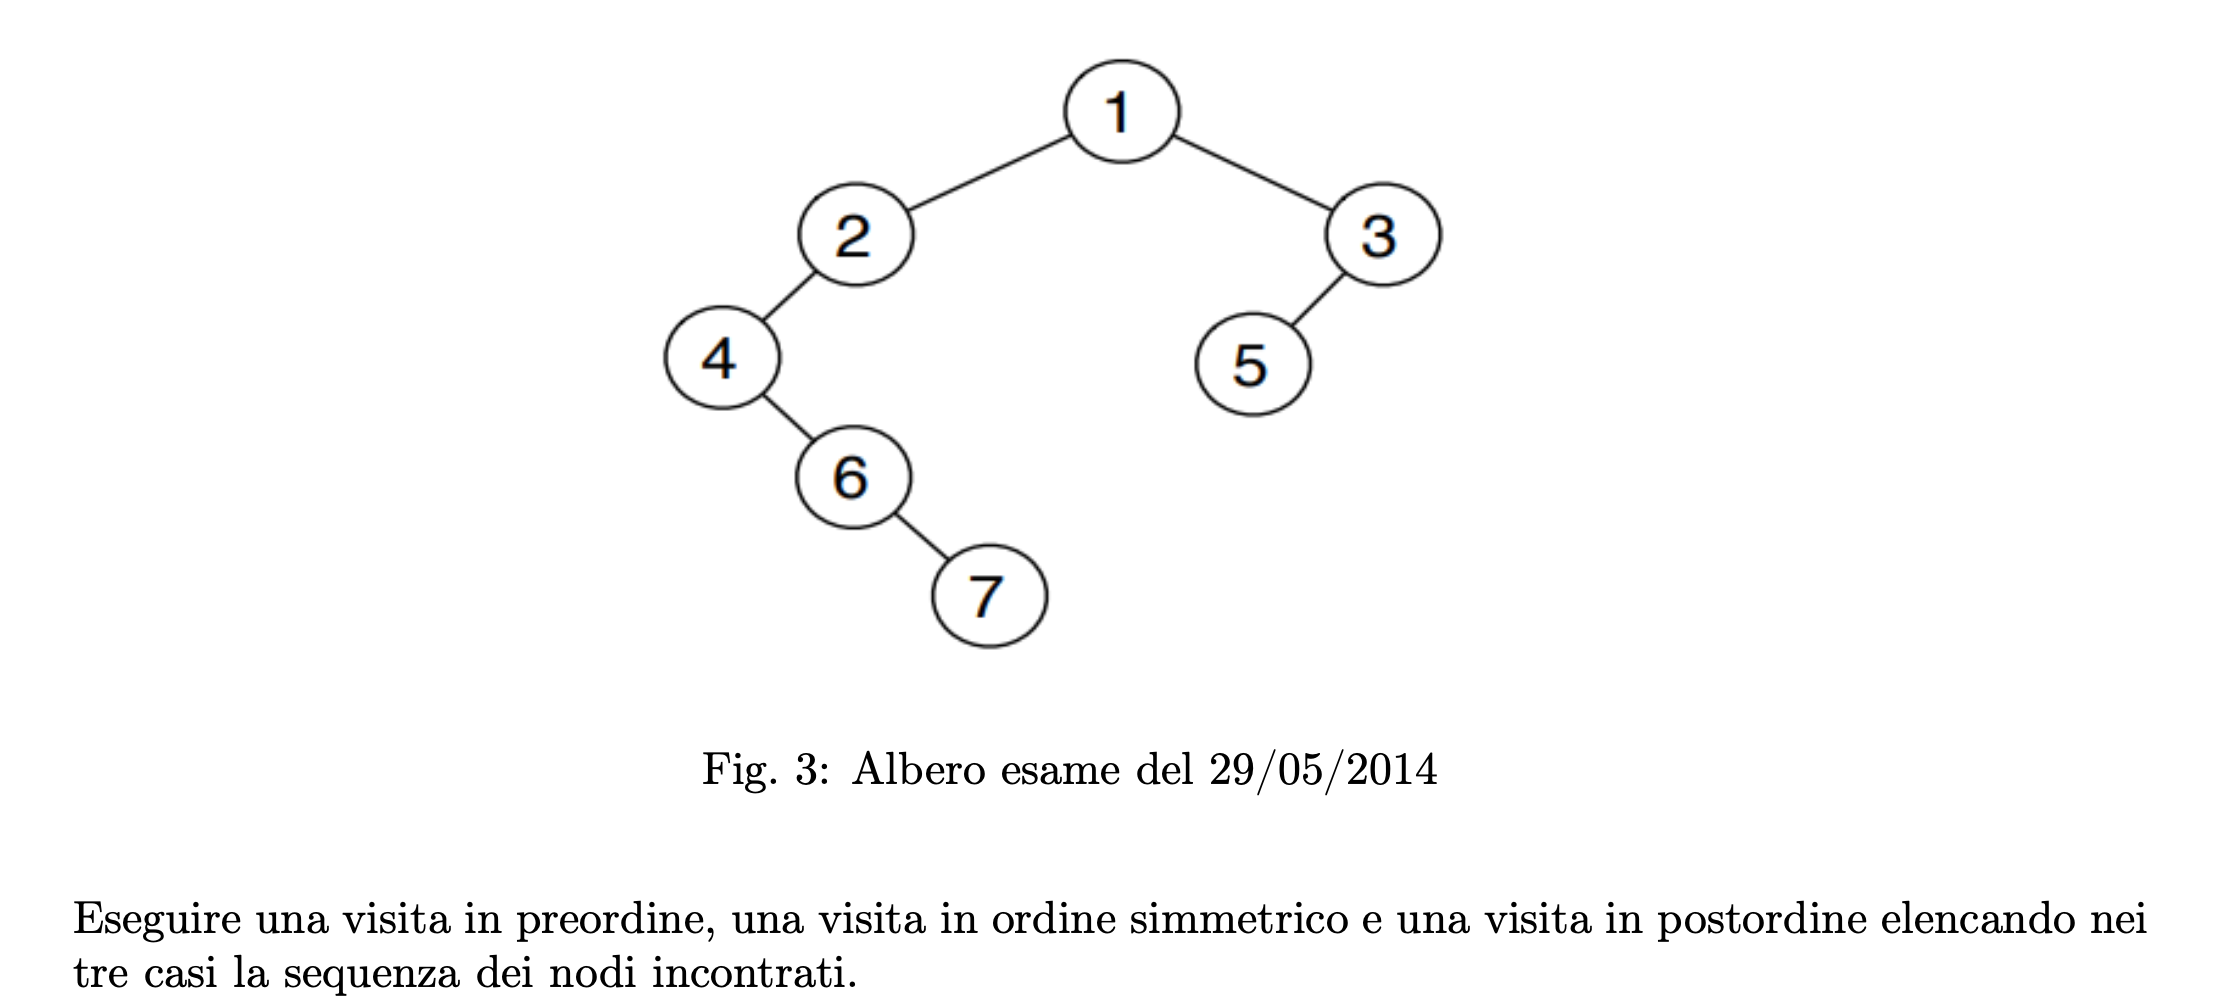 1
2
3
4
5
6
7
Fig. 3: Albero esame del 29/05/2014
Eseguire una visita in preordine, una visita in ordine simmetrico e una visita in postordine elencando nei
tre casi la sequenza dei nodi incontrati.